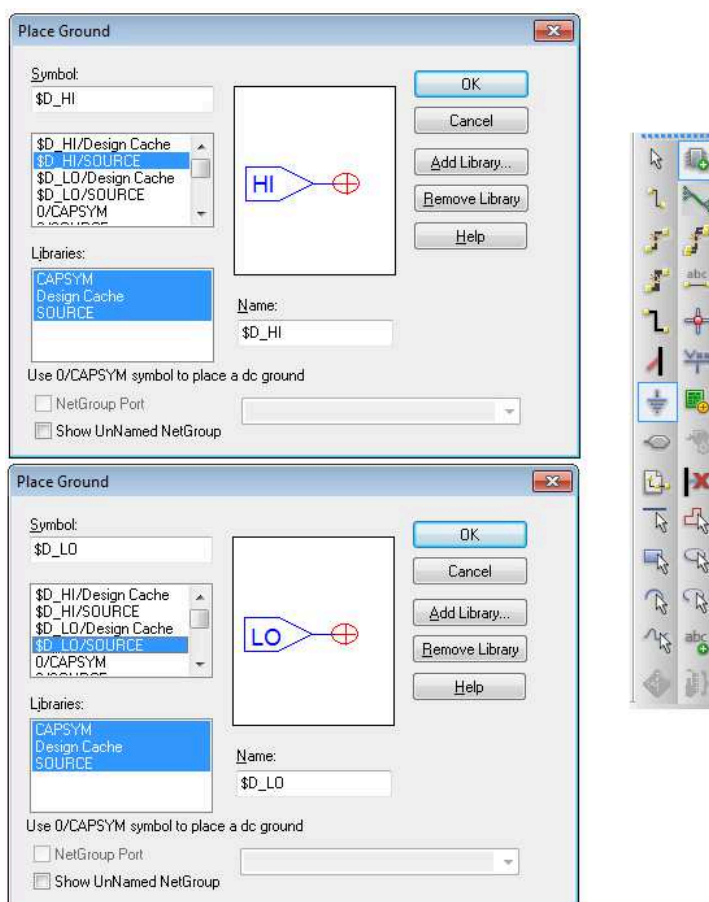 Place Ground
Symbol:
$D_HI
$D_HI/Design Cache
$D_HI/SOURCE
$D_LO/Design Cache
$D_LO/SOURCE
0/CAPSYM
HI
OK
Cancel
Add Library...
Remove Library
Help
Libraries:
CAPSYM
Design Cache
SOURCE
Name:
$D_HI
Use 0/CAPSYM symbol to place a dc ground
NetGroup Port
Show UnNamed NetGroup
Place Ground
Symbol:
$D_LO
$D_HI/Design Cache
$D_HI/SOURCE
$D_LO/Design Cache
$D_LO/SOURCE
0/CAPSYM
LO
OK
Cancel
Add Library...
Remove Library
Help
Libraries:
CAPSYM
Design Cache
SOURCE
Name:
$D_LO
Use 0/CAPSYM symbol to place a dc ground
NetGroup Port
Show UnNamed NetGroup
abc
abc